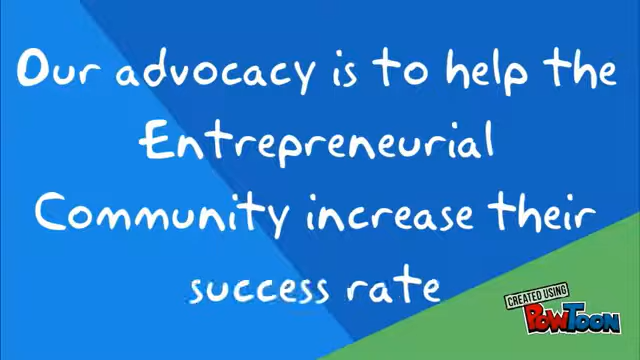 Our advocacy is to help the
Entrepreneurial
Community increase their
success rate
CREATED USING
POWTOON